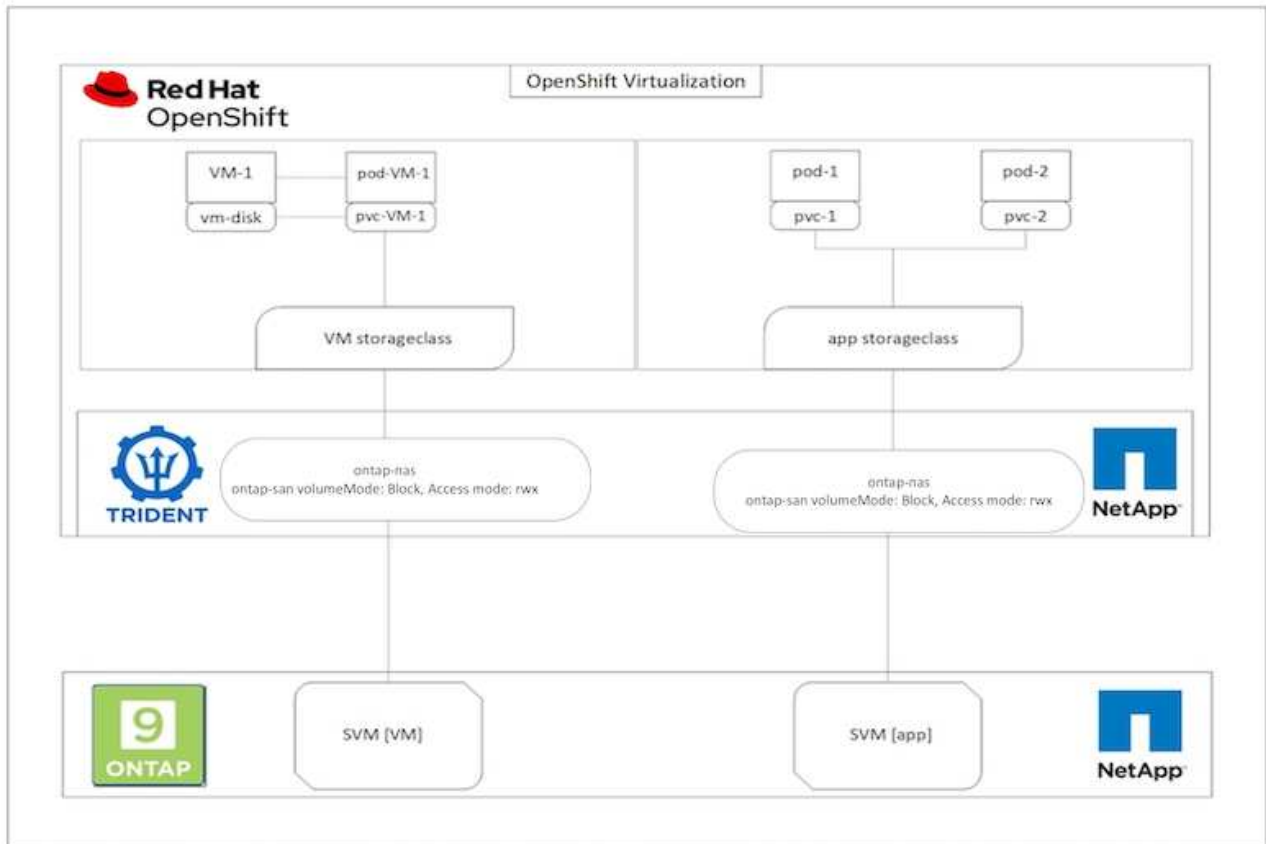 OpenShift Virtualization
Red Hat
OpenShift
VM-1
pod-VM-1
vm-disk
pvc-VM-1
pod-1
pod-2
pvc-1
pvc-2
VM storageclass
app storageclass
TRIDENT
ontap-nas
ontap-san volumeMode: Block, Access mode: rwx
ontap-nas
ontap-san volumeMode: Block, Access mode: rwx
NetApp
9
ONTAP
SVM [VM]
SVM [app]
NetApp